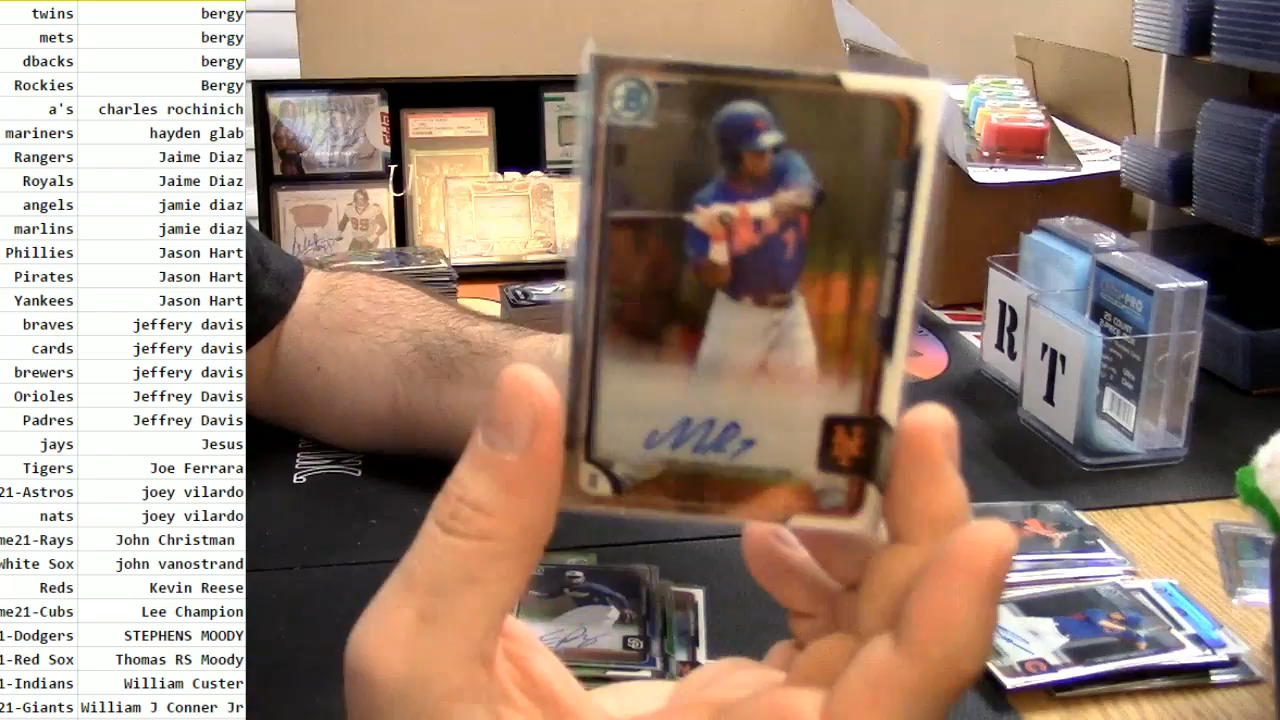 twins bergy
mets bergy
dbacks bergy
Rockies Bergy
a's charles rochinich
mariners hayden glab
Rangers Jaime Diaz
Royals Jaime Diaz
angels jamie diaz
marlins jamie diaz
Phillies Jason Hart
Pirates Jason Hart
Yankees Jason Hart
braves jeffery davis
cards jeffery davis
brewers jeffery davis
Orioles Jeffrey Davis
Padres Jeffrey Davis
jays Jesus
Tigers Joe Ferrara
21-Astros joey vilardo
nats joey vilardo
me21-Rays John Christman
White Sox john vanostrand
Reds Kevin Reese
me21-Cubs Lee Champion
1-Dodgers STEPHENS MOODY
1-Red Sox Thomas RS Moody
1-Indians William Custer
21-Giants William J Conner Jr
B
NY
R
T
25 COUNT
99